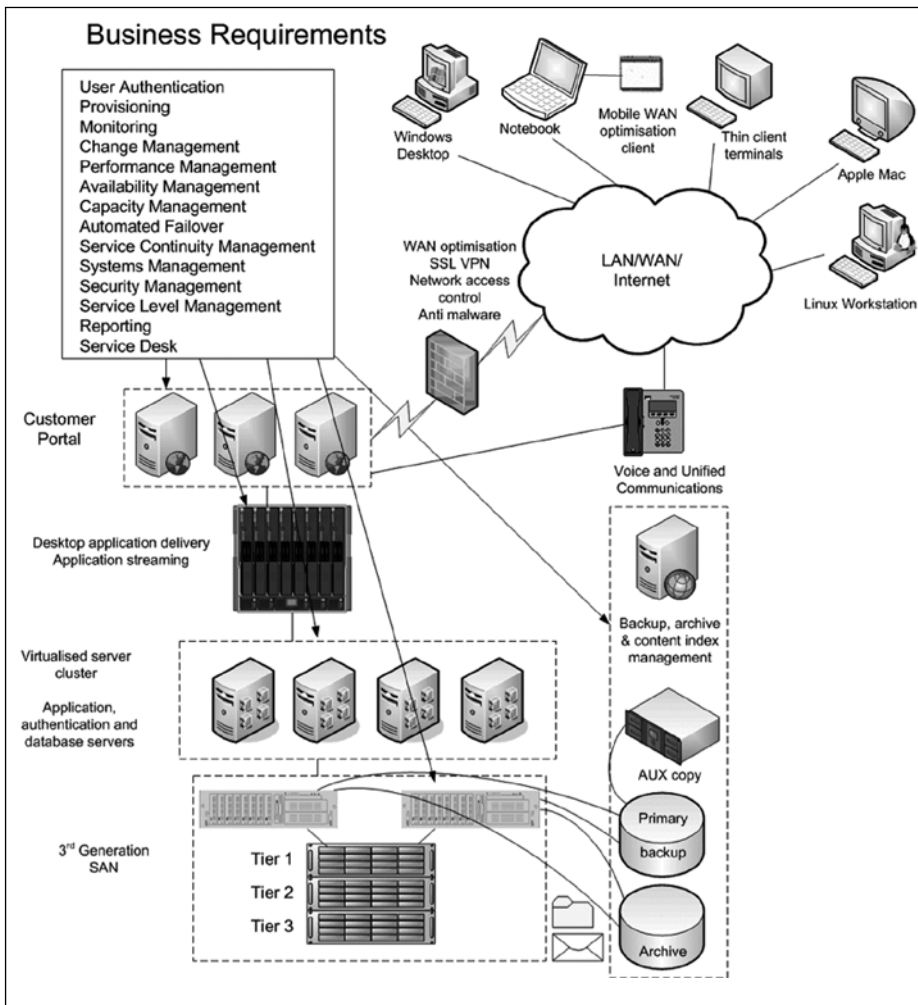 Business Requirements
User Authentication
Provisioning
Monitoring
Change Management
Performance Management
Availability Management
Capacity Management
Automated Failover
Service Continuity Management
Systems Management
Security Management
Service Level Management
Reporting
Service Desk
Windows
Desktop
Notebook
Mobile WAN
optimisation
client
Thin client
terminals
Apple Mac
Linux Workstation
LAN/WAN/
Internet
WAN optimisation
SSL VPN
Network access
control
Anti malware
Customer
Portal
Voice and Unified
Communications
Desktop application delivery
Application streaming
Backup, archive
& content index
management
Virtualised server
cluster
Application,
authentication and
database servers
AUX copy
Primary
backup
Archive
3rd Generation
SAN
Tier 1
Tier 2
Tier 3